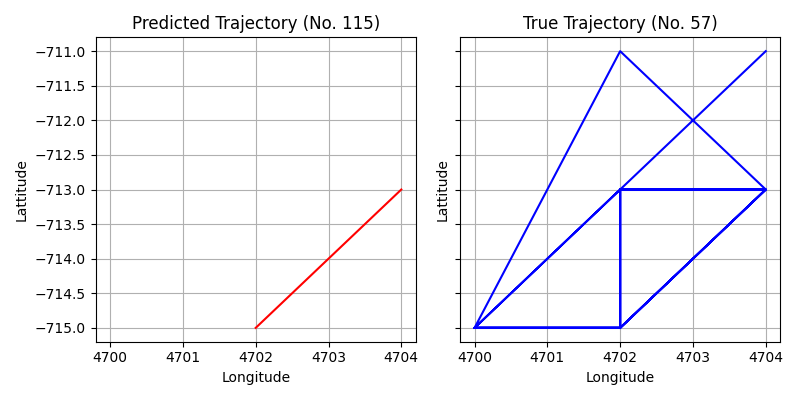 Predicted Trajectory (No. 115)
True Trajectory (No. 57)
−711.0
−711.5
−712.0
−712.5
−713.0
−713.5
−714.0
−714.5
−715.0
Lattitude
Lattitude
4700 4701 4702 4703 4704
4700 4701 4702 4703 4704
Longitude
Longitude